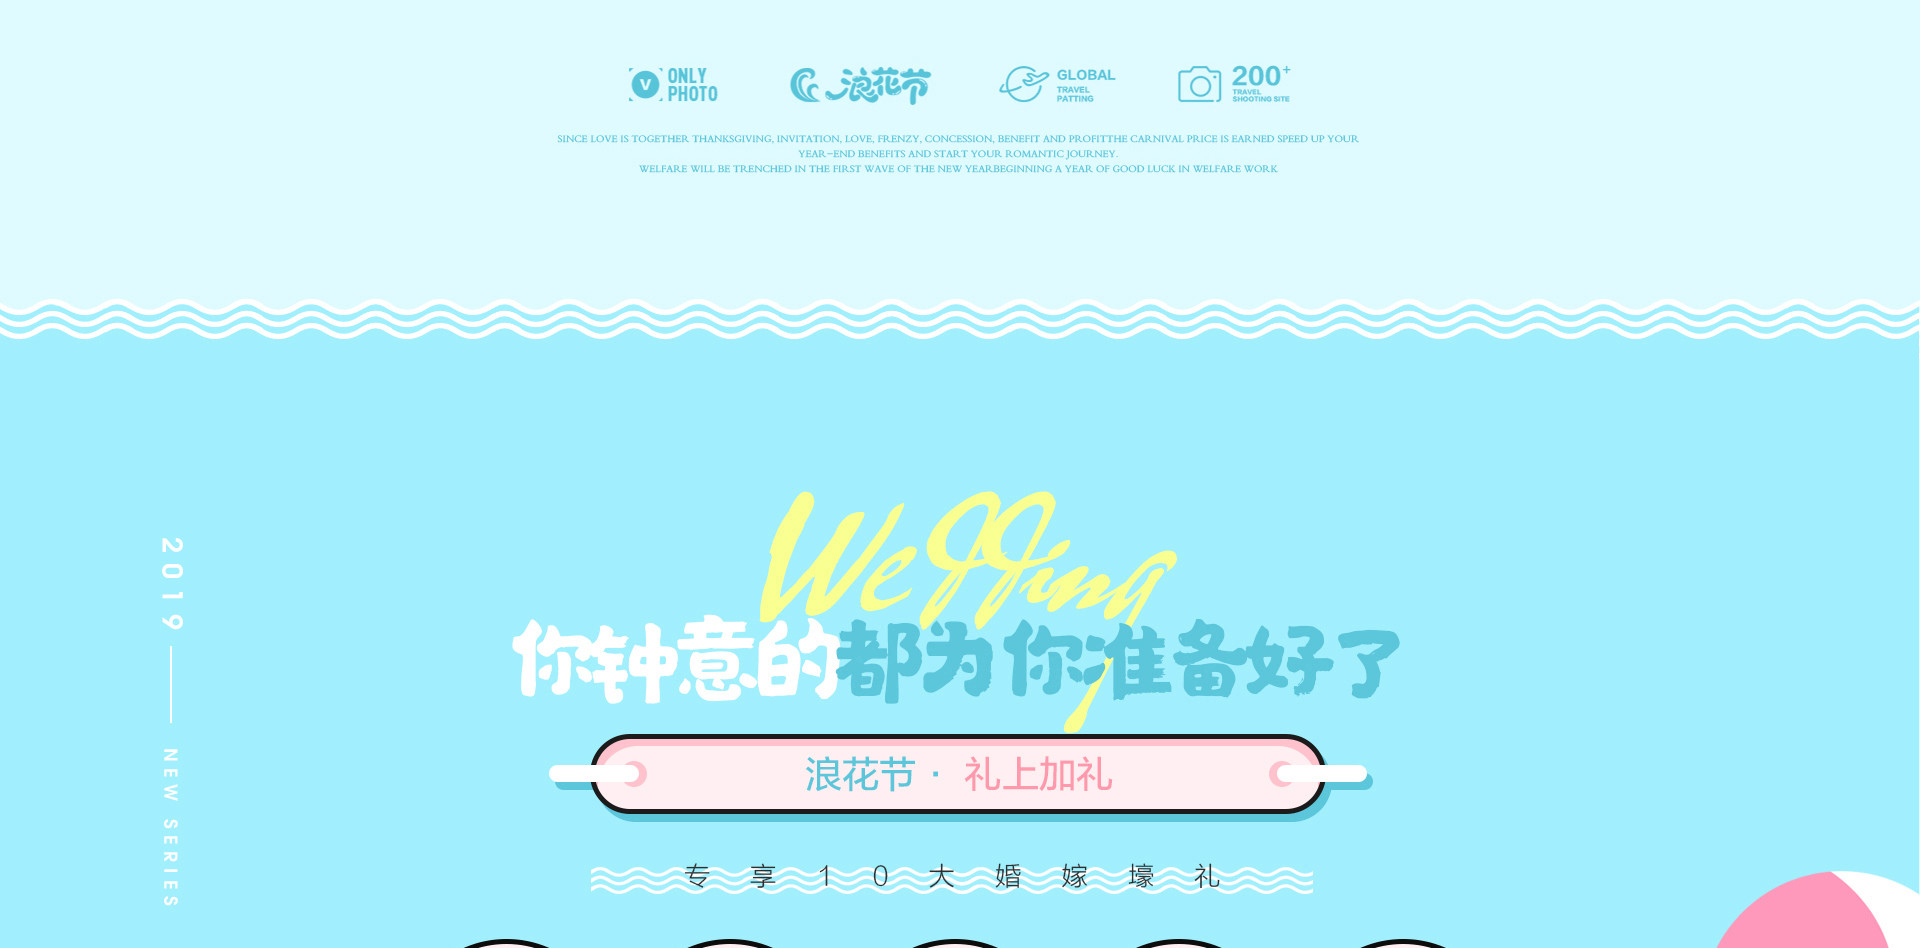 V ONLY PHOTO
浪花节
GLOBAL TRAVEL PATTING
200+ TRAVEL SHOOTING SITE
SINCE LOVE IS TOGETHER THANKSGIVING, INVITATION, LOVE, FRENZY, CONCESSION, BENEFIT AND PROFITTHE CARNIVAL PRICE IS EARNED SPEED UP YOUR
YEAR-END BENEFITS AND START YOUR ROMANTIC JOURNEY.
WELFARE WILL BE TRENCHED IN THE FIRST WAVE OF THE NEW YEARBEGINNING A YEAR OF GOOD LUCK IN WELFARE WORK
2019 NEW SERIES
Wedding
你钟意的都为你准备好了
浪花节 · 礼上加礼
专享10大婚嫁壕礼